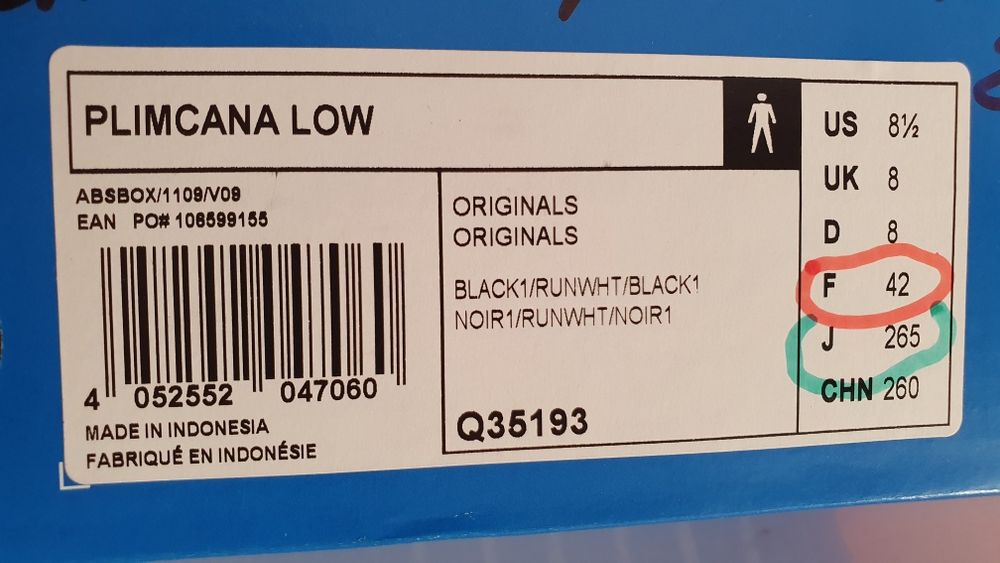 PLIMCANA LOW
ABSBOX/1109/V09
EAN PO# 106599155
4 052552 047060
MADE IN INDONESIA
FABRIQUÉ EN INDONÉSIE
ORIGINALS
ORIGINALS
BLACK1/RUNWHT/BLACK1
NOIR1/RUNWHT/NOIR1
Q35193
US 8½
UK 8
D 8
F 42
J 265
CHN 260